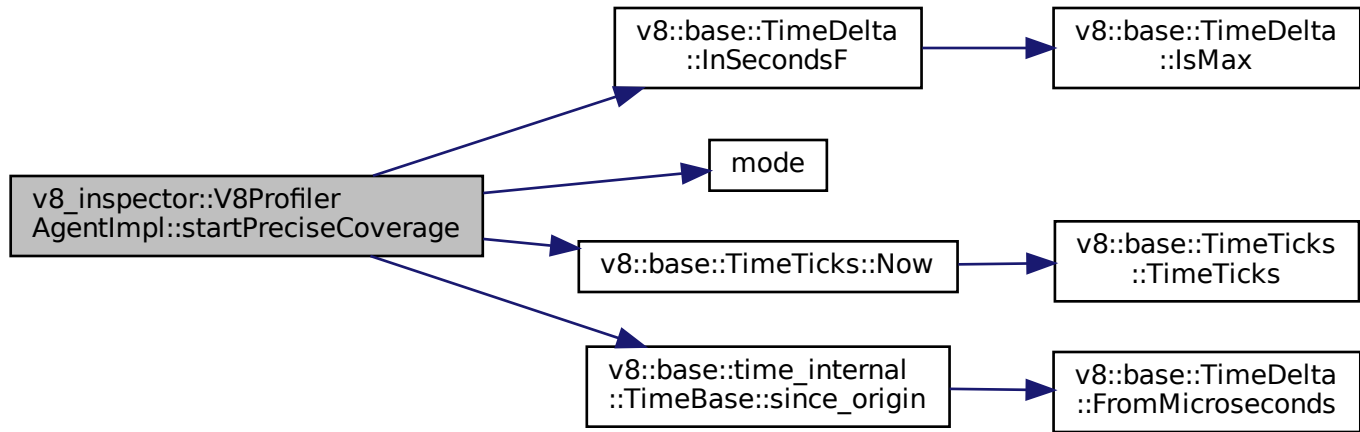 v8_inspector::V8Profiler
AgentImpl::startPreciseCoverage
v8::base::TimeDelta
::InSecondsF
v8::base::TimeDelta
::IsMax
mode
v8::base::TimeTicks::Now
v8::base::TimeTicks
::TimeTicks
v8::base::time_internal
::TimeBase::since_origin
v8::base::TimeDelta
::FromMicroseconds